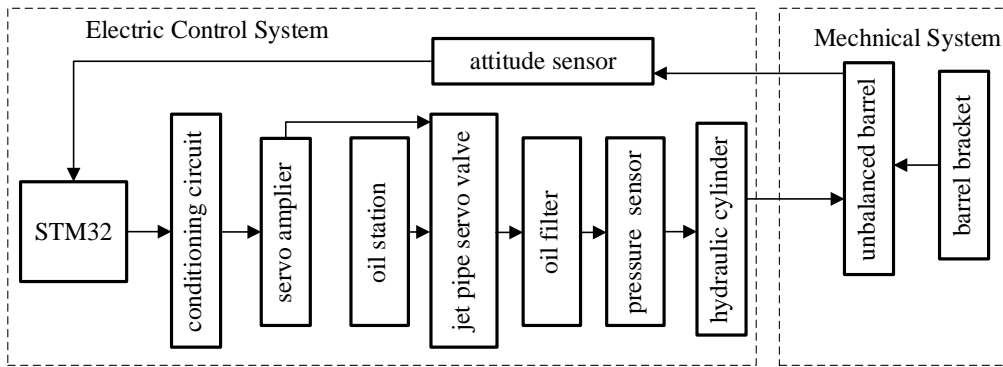 Electric Control System
Mechnical System
attitude sensor
STM32
conditioning circuit
servo amplier
oil station
jet pipe servo valve
oil filter
pressure sensor
hydraulic cylinder
unbalanced barrel
barrel bracket